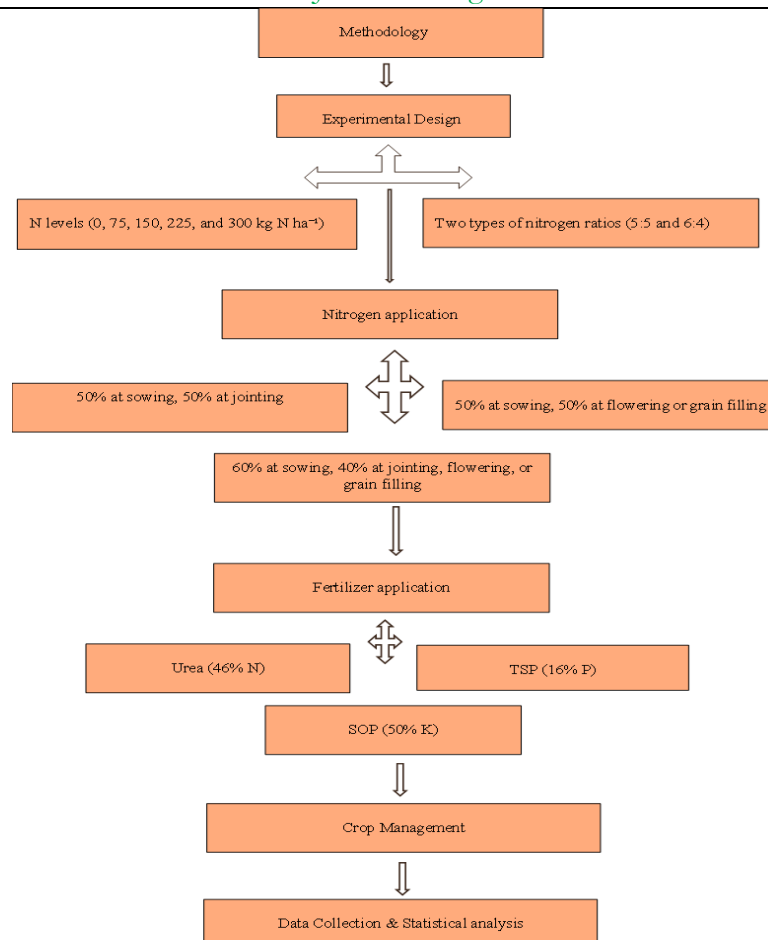 Methodology
Experimental Design
N levels (0, 75, 150, 225, and 300 kg N ha⁻¹)
Two types of nitrogen ratios (5:5 and 6:4)
Nitrogen application
50% at sowing, 50% at jointing
50% at sowing, 50% at flowering or grain filling
60% at sowing, 40% at jointing, flowering, or
grain filling
Fertilizer application
Urea (46% N)
TSP (16% P)
SOP (50% K)
Crop Management
Data Collection & Statistical analysis